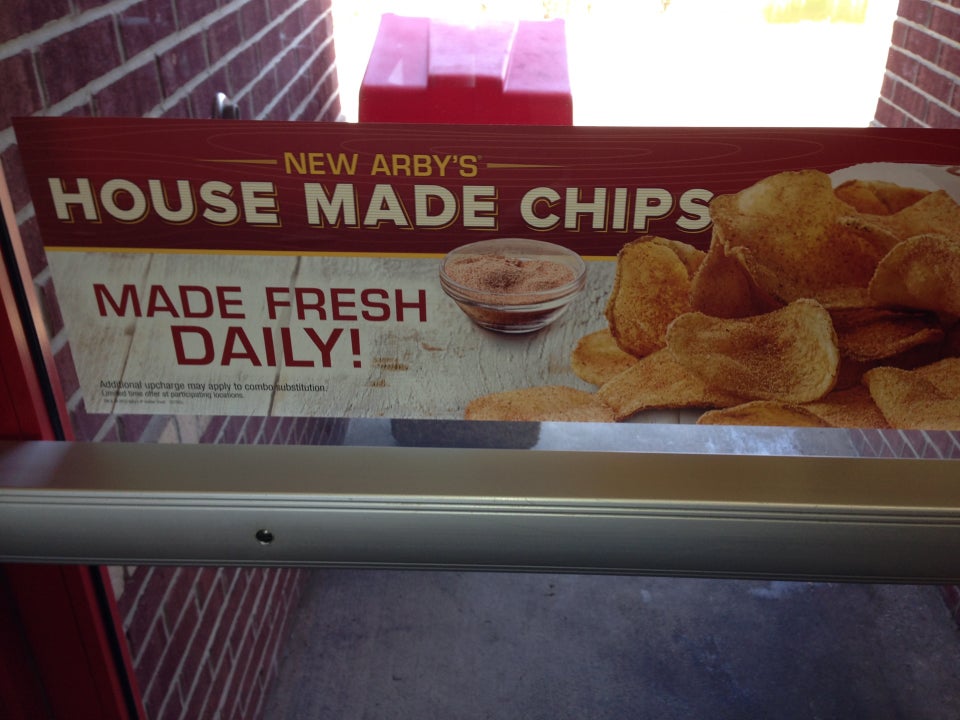 NEW ARBY'S
HOUSE MADE CHIPS
MADE FRESH
DAILY!
Additional upcharge may apply to combo substitution.
Limited time offer at participating locations.